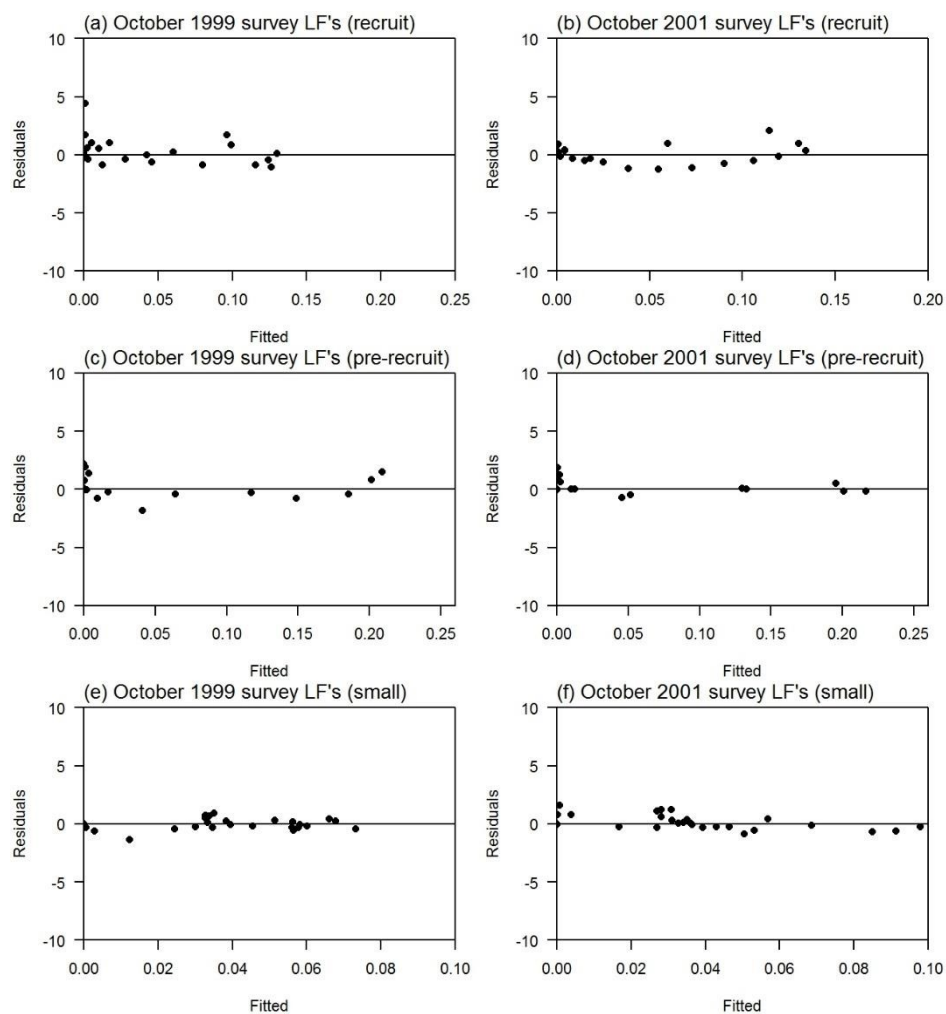 (a) October 1999 survey LF's (recruit)
10
5
0
-5
-10
Residuals
0.00 0.05 0.10 0.15 0.20 0.25
Fitted
(b) October 2001 survey LF's (recruit)
10
5
0
-5
-10
Residuals
0.00 0.05 0.10 0.15 0.20
Fitted
(c) October 1999 survey LF's (pre-recruit)
10
5
0
-5
-10
Residuals
0.00 0.05 0.10 0.15 0.20 0.25
Fitted
(d) October 2001 survey LF's (pre-recruit)
10
5
0
-5
-10
Residuals
0.00 0.05 0.10 0.15 0.20 0.25
Fitted
(e) October 1999 survey LF's (small)
10
5
0
-5
-10
Residuals
0.00 0.02 0.04 0.06 0.08 0.10
Fitted
(f) October 2001 survey LF's (small)
10
5
0
-5
-10
Residuals
0.00 0.02 0.04 0.06 0.08 0.10
Fitted